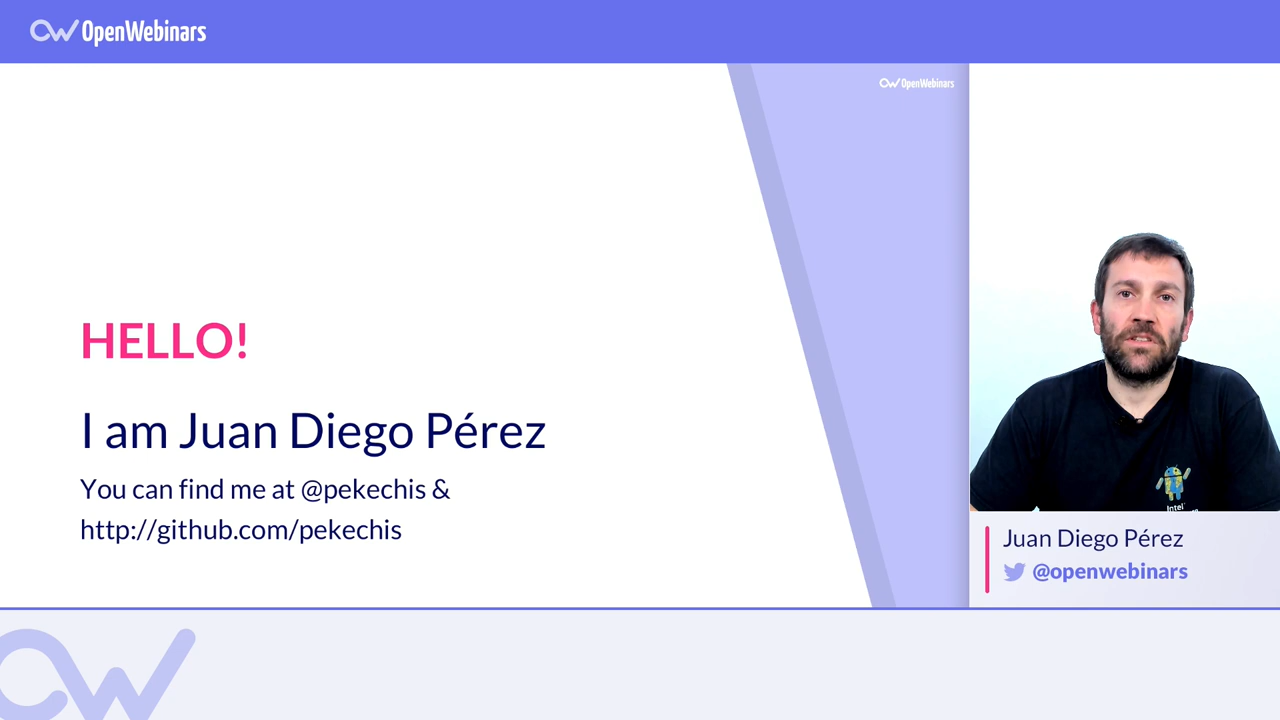 OpenWebinars
OpenWebinars
HELLO!
I am Juan Diego Pérez
You can find me at @pekechis &
http://github.com/pekechis
Intel
Juan Diego Pérez
@openwebinars